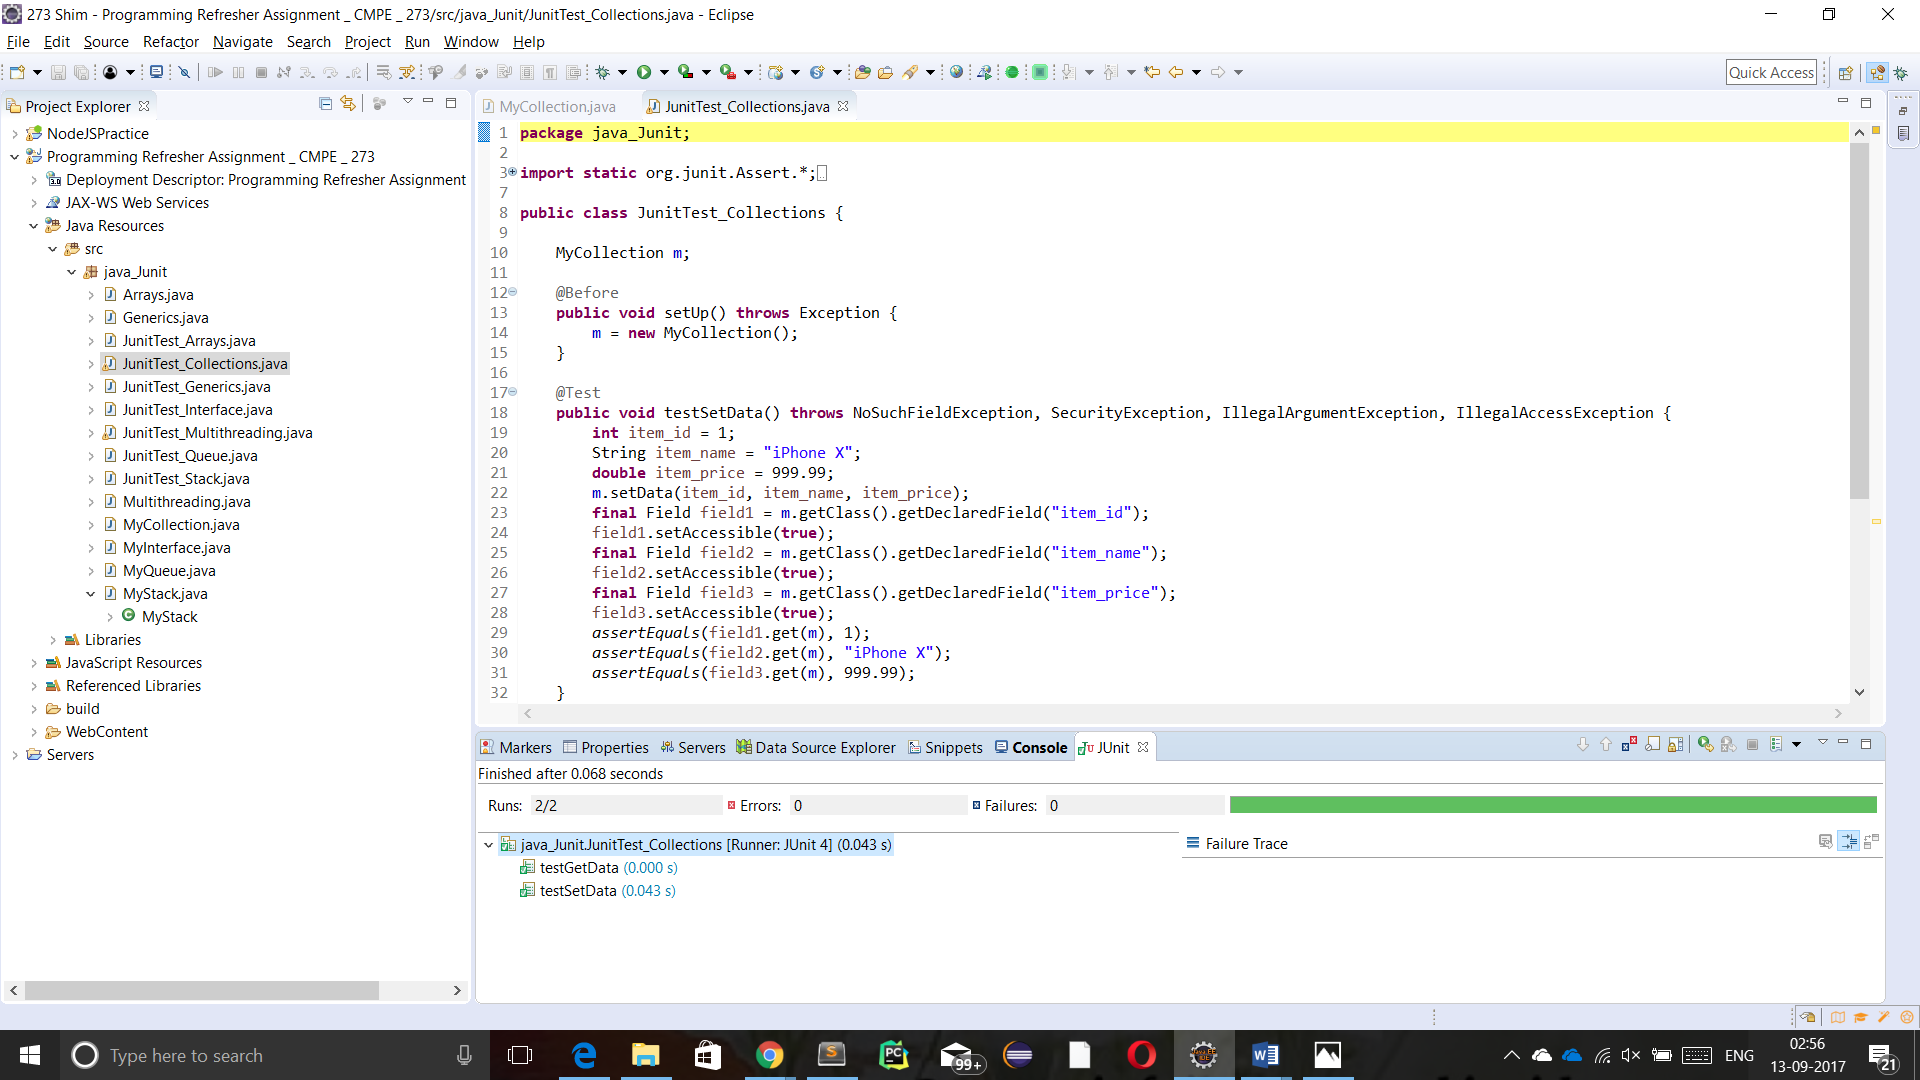 273 Shim - Programming Refresher Assignment _ CMPE _ 273/src/java_Junit/JunitTest_Collections.java - Eclipse
File Edit Source Refactor Navigate Search Project Run Window Help
Quick Access
Project Explorer
NodeJSPractice
Programming Refresher Assignment _ CMPE _ 273
Deployment Descriptor: Programming Refresher Assignment
JAX-WS Web Services
Java Resources
src
java_Junit
Arrays.java
Generics.java
JunitTest_Arrays.java
JunitTest_Collections.java
JunitTest_Generics.java
JunitTest_Interface.java
JunitTest_Multithreading.java
JunitTest_Queue.java
JunitTest_Stack.java
Multithreading.java
MyCollection.java
MyInterface.java
MyQueue.java
MyStack.java
MyStack
Libraries
JavaScript Resources
Referenced Libraries
build
WebContent
Servers
MyCollection.java JunitTest_Collections.java
1 package java_Junit;
2
3 import static org.junit.Assert.*;
7
8 public class JunitTest_Collections {
9
10 MyCollection m;
11
12 @Before
13 public void setUp() throws Exception {
14 m = new MyCollection();
15 }
16
17 @Test
18 public void testSetData() throws NoSuchFieldException, SecurityException, IllegalArgumentException, IllegalAccessException {
19 int item_id = 1;
20 String item_name = "iPhone X";
21 double item_price = 999.99;
22 m.setData(item_id, item_name, item_price);
23 final Field field1 = m.getClass().getDeclaredField("item_id");
24 field1.setAccessible(true);
25 final Field field2 = m.getClass().getDeclaredField("item_name");
26 field2.setAccessible(true);
27 final Field field3 = m.getClass().getDeclaredField("item_price");
28 field3.setAccessible(true);
29 assertEquals(field1.get(m), 1);
30 assertEquals(field2.get(m), "iPhone X");
31 assertEquals(field3.get(m), 999.99);
32 }
Markers Properties Servers Data Source Explorer Snippets Console JUnit
Finished after 0.068 seconds
Runs: 2/2 Errors: 0 Failures: 0
java_Junit.JunitTest_Collections [Runner: JUnit 4] (0.043 s)
testGetData (0.000 s)
testSetData (0.043 s)
Failure Trace
Type here to search
99+
ENG
02:56
13-09-2017
21